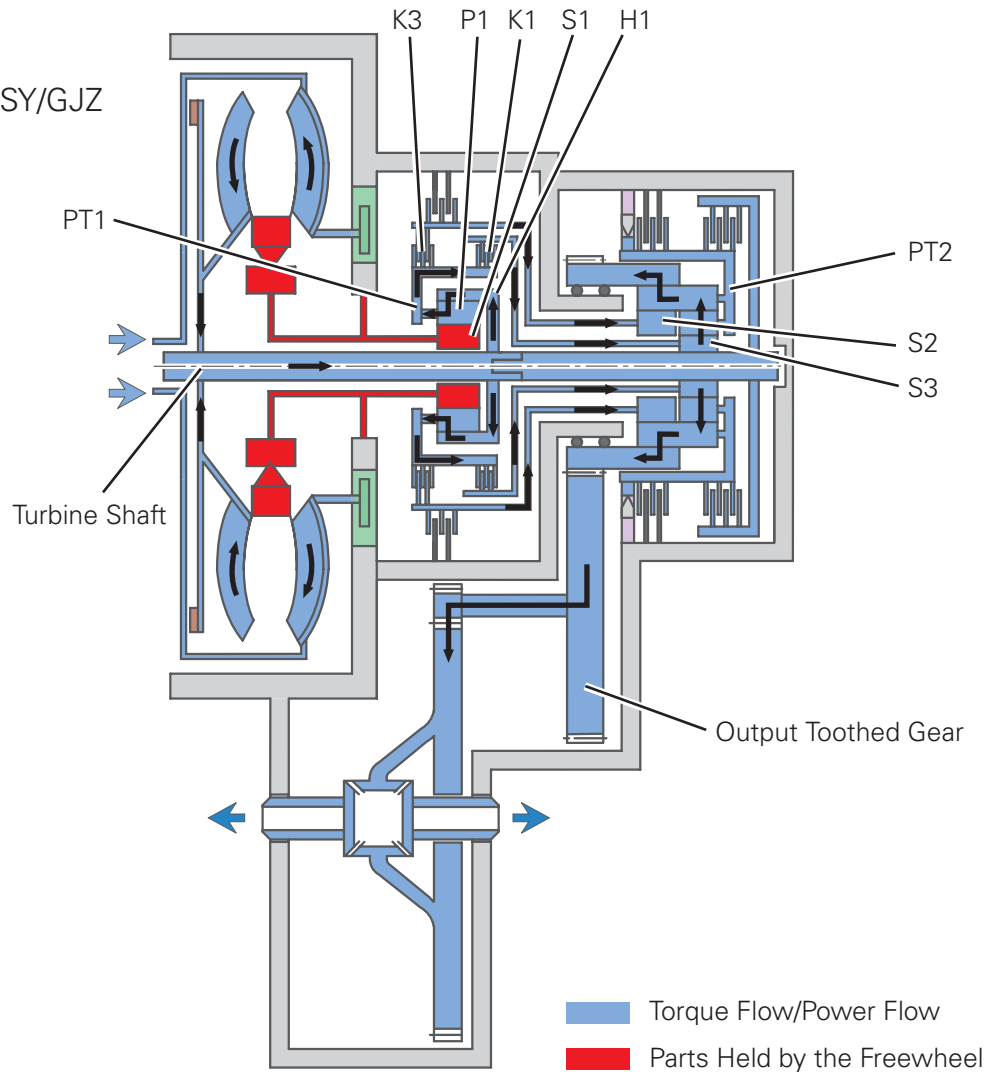 K3 P1 K1 S1 H1
SY/GJZ
PT1
PT2
S2
S3
Turbine Shaft
Output Toothed Gear
Torque Flow/Power Flow
Parts Held by the Freewheel